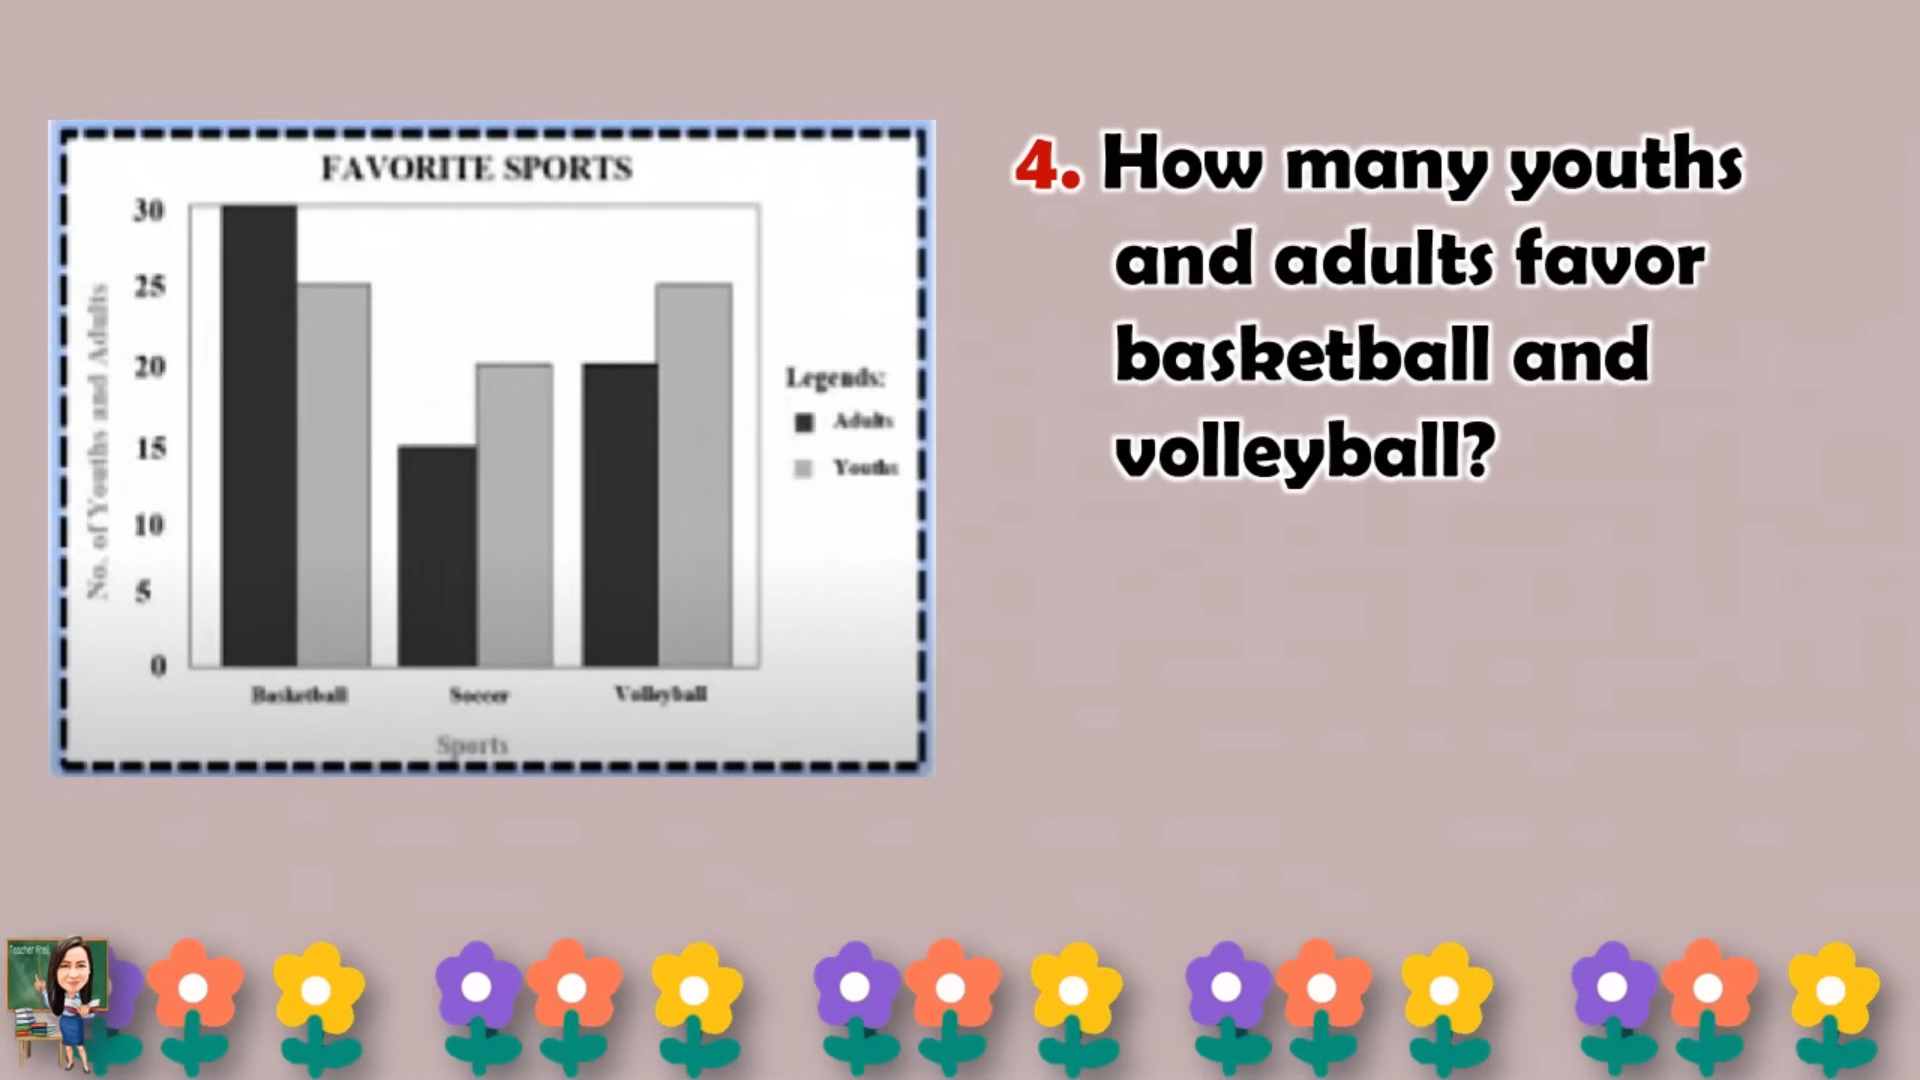 FAVORITE SPORTS
30
25
20
15
10
5
0
No. of Youths and Adults
Basketball
Soccer
Volleyball
Sports
Legends:
Adults
Youths
4. How many youths
and adults favor
basketball and
volleyball?